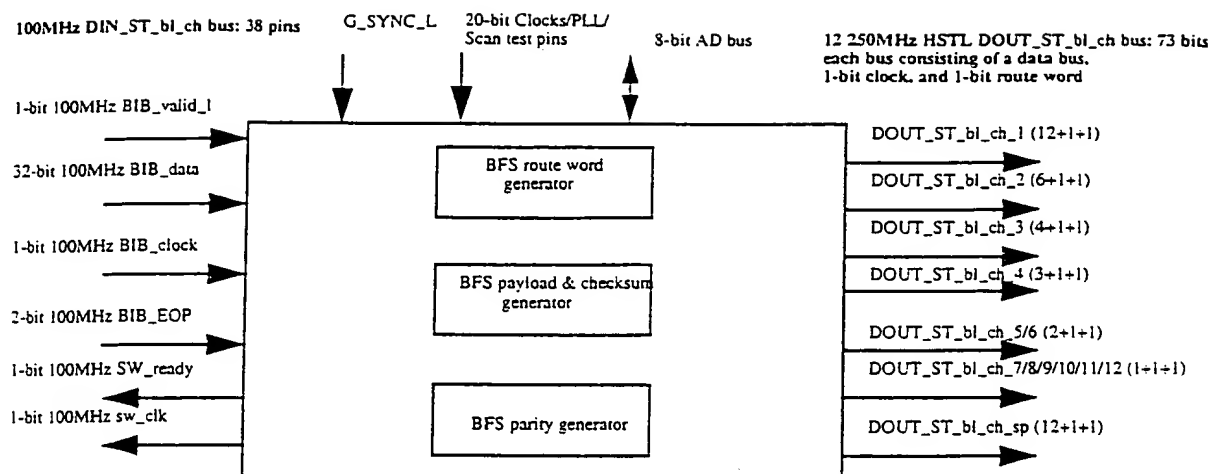 100MHz DIN_ST_bl_ch bus: 38 pins
G_SYNC_L
20-bit Clocks/PLL/
Scan test pins
8-bit AD bus
12 250MHz HSTL DOUT_ST_bl_ch bus: 73 bits
each bus consisting of a data bus,
1-bit clock, and 1-bit route word
1-bit 100MHz BIB_valid_l
32-bit 100MHz BIB_data
1-bit 100MHz BIB_clock
2-bit 100MHz BIB_EOP
1-bit 100MHz SW_ready
1-bit 100MHz sw_clk
BFS route word
generator
BFS payload & checksum
generator
BFS parity generator
DOUT_ST_bl_ch_1 (12+1+1)
DOUT_ST_bl_ch_2 (6+1+1)
DOUT_ST_bl_ch_3 (4+1+1)
DOUT_ST_bl_ch_4 (3+1+1)
DOUT_ST_bl_ch_5/6 (2+1+1)
DOUT_ST_bl_ch_7/8/9/10/11/12 (1+1+1)
DOUT_ST_bl_ch_sp (12+1+1)